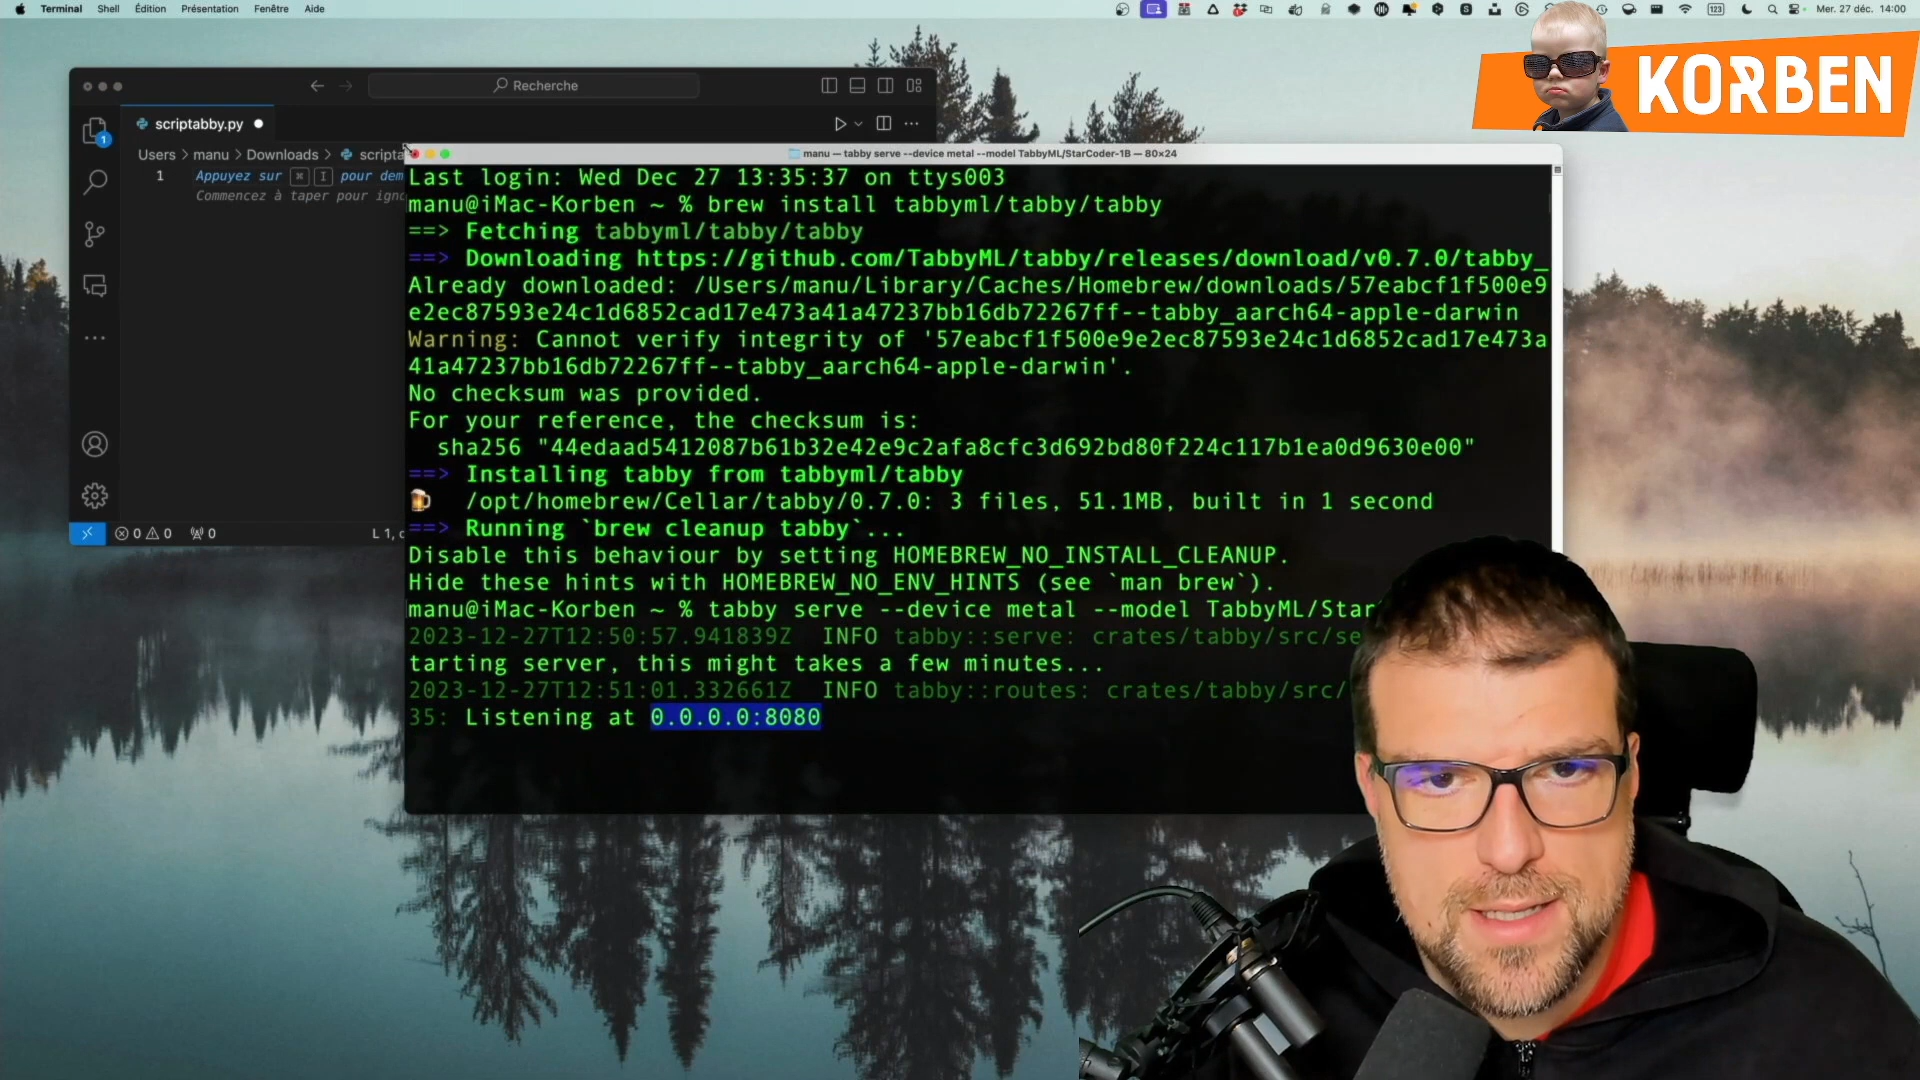 Terminal Shell Édition Présentation Fenêtre Aide
123 Mer. 27 déc. 14:00
KORBEN
Recherche
scriptabby.py
Users > manu > Downloads > scripta
1 Appuyez sur ⌘ I pour dem
Commencez à taper pour igno
1
0 0 0
L 1, c
manu — tabby serve --device metal --model TabbyML/StarCoder-1B — 80×24
Last login: Wed Dec 27 13:35:37 on ttys003
manu@iMac-Korben ~ % brew install tabbyml/tabby/tabby
==> Fetching tabbyml/tabby/tabby
==> Downloading https://github.com/TabbyML/tabby/releases/download/v0.7.0/tabby_
Already downloaded: /Users/manu/Library/Caches/Homebrew/downloads/57eabcf1f500e9
e2ec87593e24c1d6852cad17e473a41a47237bb16db72267ff--tabby_aarch64-apple-darwin
Warning: Cannot verify integrity of '57eabcf1f500e9e2ec87593e24c1d6852cad17e473a
41a47237bb16db72267ff--tabby_aarch64-apple-darwin'.
No checksum was provided.
For your reference, the checksum is:
sha256 "44edaad5412087b61b32e42e9c2afa8cfc3d692bd80f224c117b1ea0d9630e00"
==> Installing tabby from tabbyml/tabby
/opt/homebrew/Cellar/tabby/0.7.0: 3 files, 51.1MB, built in 1 second
==> Running `brew cleanup tabby`...
Disable this behaviour by setting HOMEBREW_NO_INSTALL_CLEANUP.
Hide these hints with HOMEBREW_NO_ENV_HINTS (see `man brew`).
manu@iMac-Korben ~ % tabby serve --device metal --model TabbyML/Star
2023-12-27T12:50:57.941839Z INFO tabby::serve: crates/tabby/src/se
tarting server, this might takes a few minutes...
2023-12-27T12:51:01.332661Z INFO tabby::routes: crates/tabby/src/
35: Listening at 0.0.0.0:8080